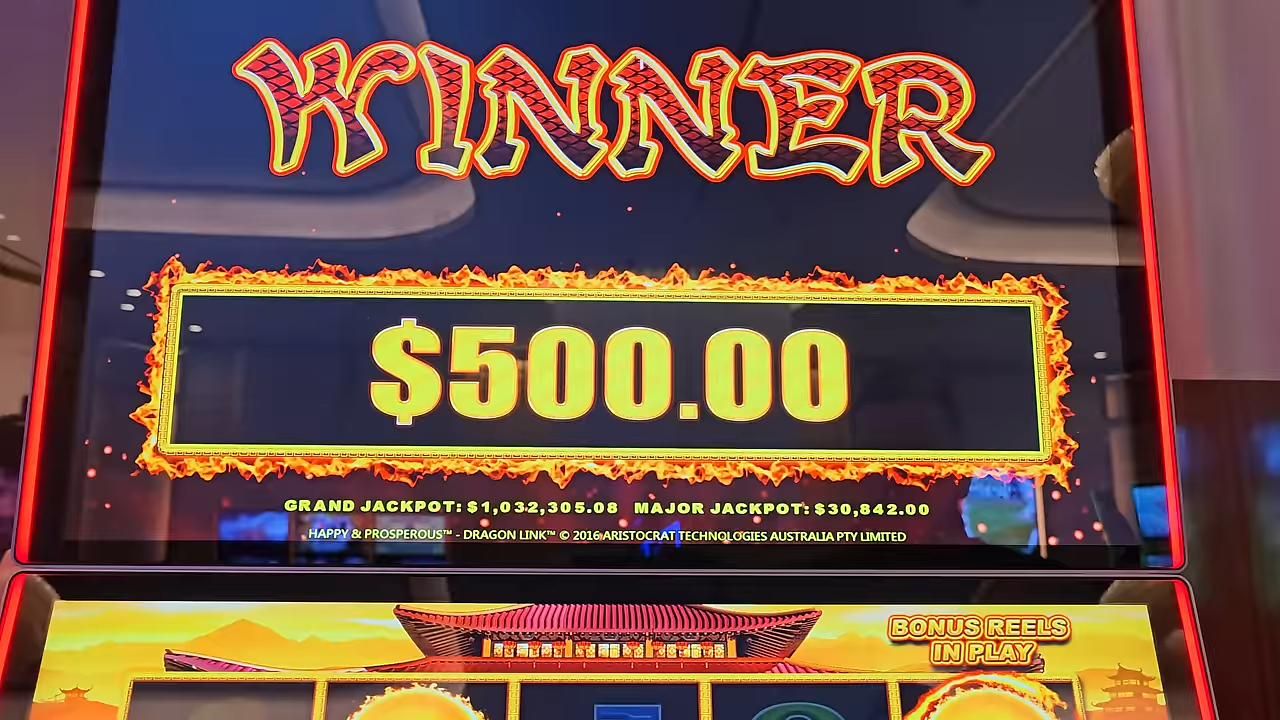 WINNER
$500.00
GRAND JACKPOT: $1,032,305.08 MAJOR JACKPOT: $30,842.00
HAPPY & PROSPEROUS™ - DRAGON LINK™ © 2016 ARISTOCRAT TECHNOLOGIES AUSTRALIA PTY LIMITED
BONUS REELS
IN PLAY